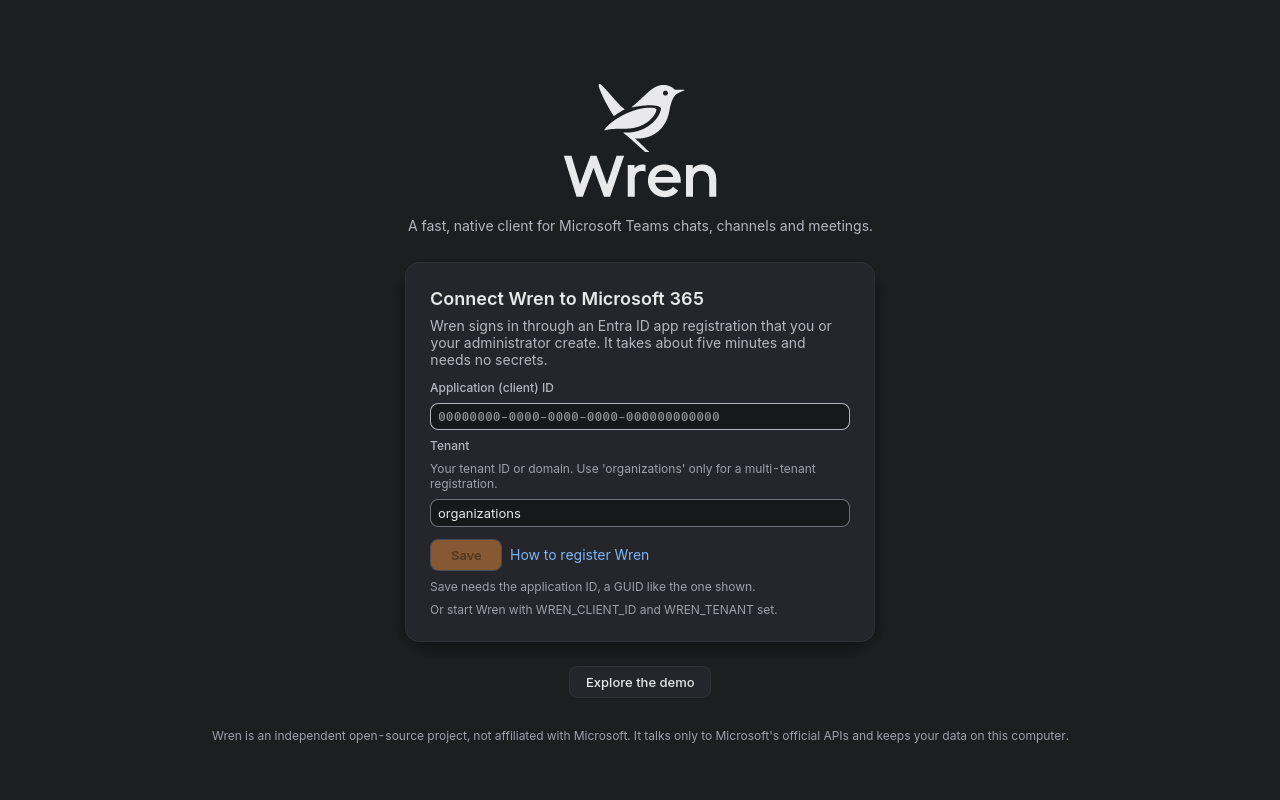 Wren
A fast, native client for Microsoft Teams chats, channels and meetings.
Connect Wren to Microsoft 365
Wren signs in through an Entra ID app registration that you or
your administrator create. It takes about five minutes and
needs no secrets.
Application (client) ID
00000000-0000-0000-0000-000000000000
Tenant
Your tenant ID or domain. Use 'organizations' only for a multi-tenant
registration.
organizations
Save
How to register Wren
Save needs the application ID, a GUID like the one shown.
Or start Wren with WREN_CLIENT_ID and WREN_TENANT set.
Explore the demo
Wren is an independent open-source project, not affiliated with Microsoft. It talks only to Microsoft's official APIs and keeps your data on this computer.